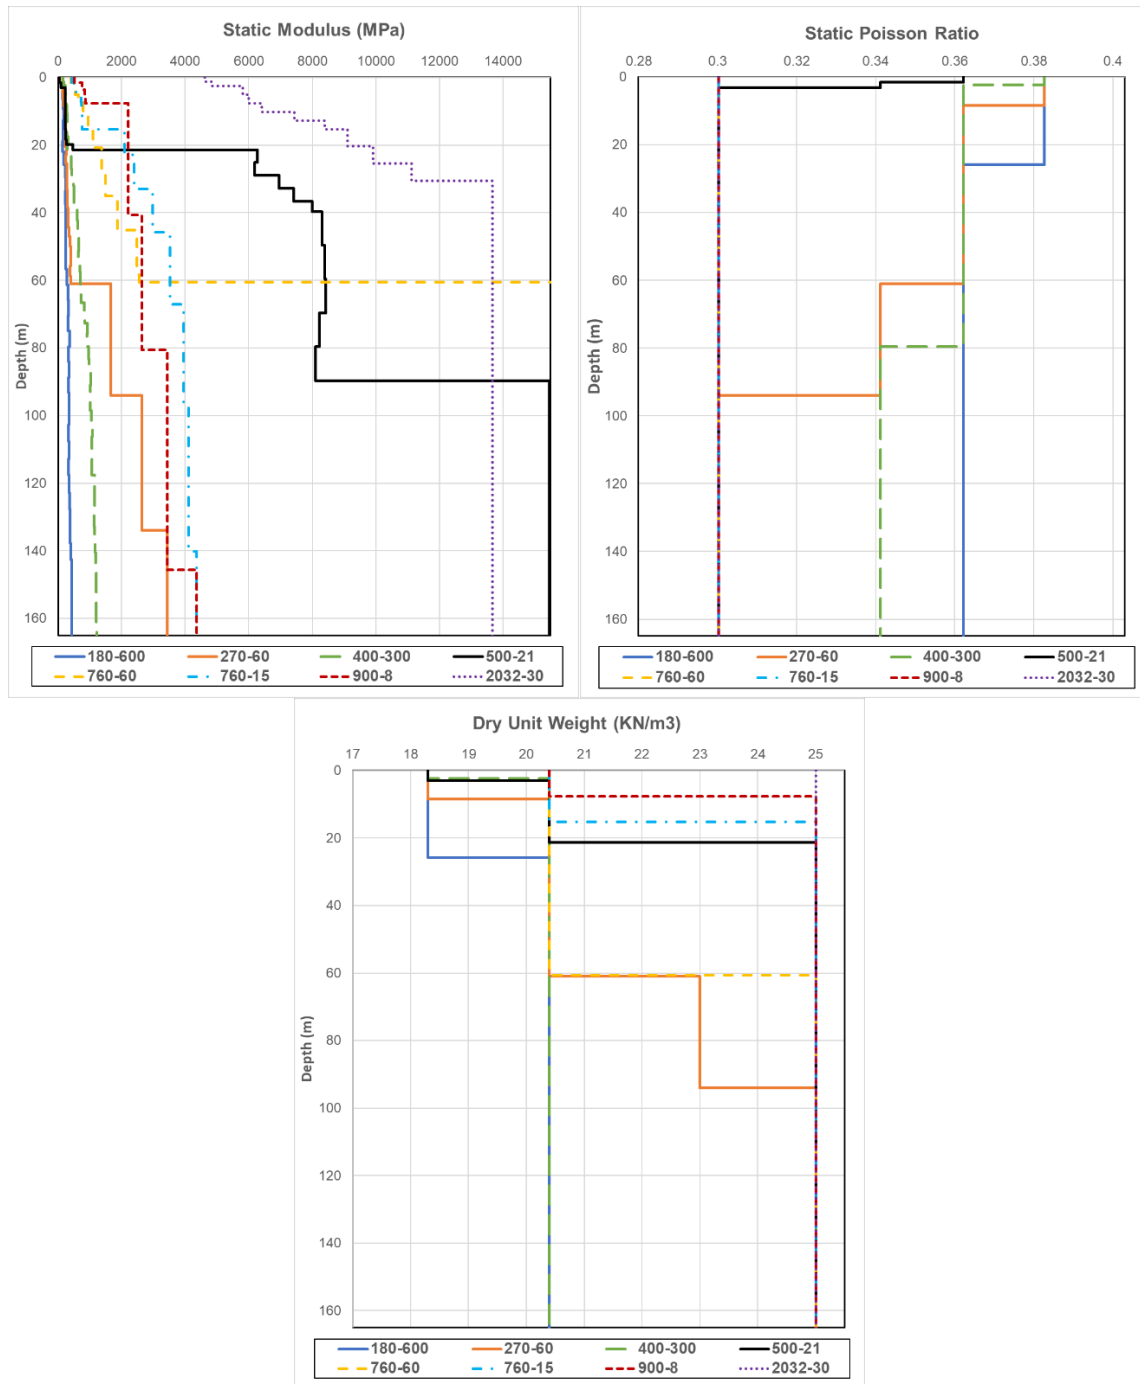 Static Modulus (MPa)
0 2000 4000 6000 8000 10000 12000 14000
0
20
40
60
80
100
120
140
160
Depth (m)
180-600 270-60 400-300 500-21
760-60 760-15 900-8 2032-30
Static Poisson Ratio
0.28 0.3 0.32 0.34 0.36 0.38 0.4
0
20
40
60
80
100
120
140
160
Depth (m)
180-600 270-60 400-300 500-21
760-60 760-15 900-8 2032-30
Dry Unit Weight (KN/m3)
17 18 19 20 21 22 23 24 25
0
20
40
60
80
100
120
140
160
Depth (m)
180-600 270-60 400-300 500-21
760-60 760-15 900-8 2032-30